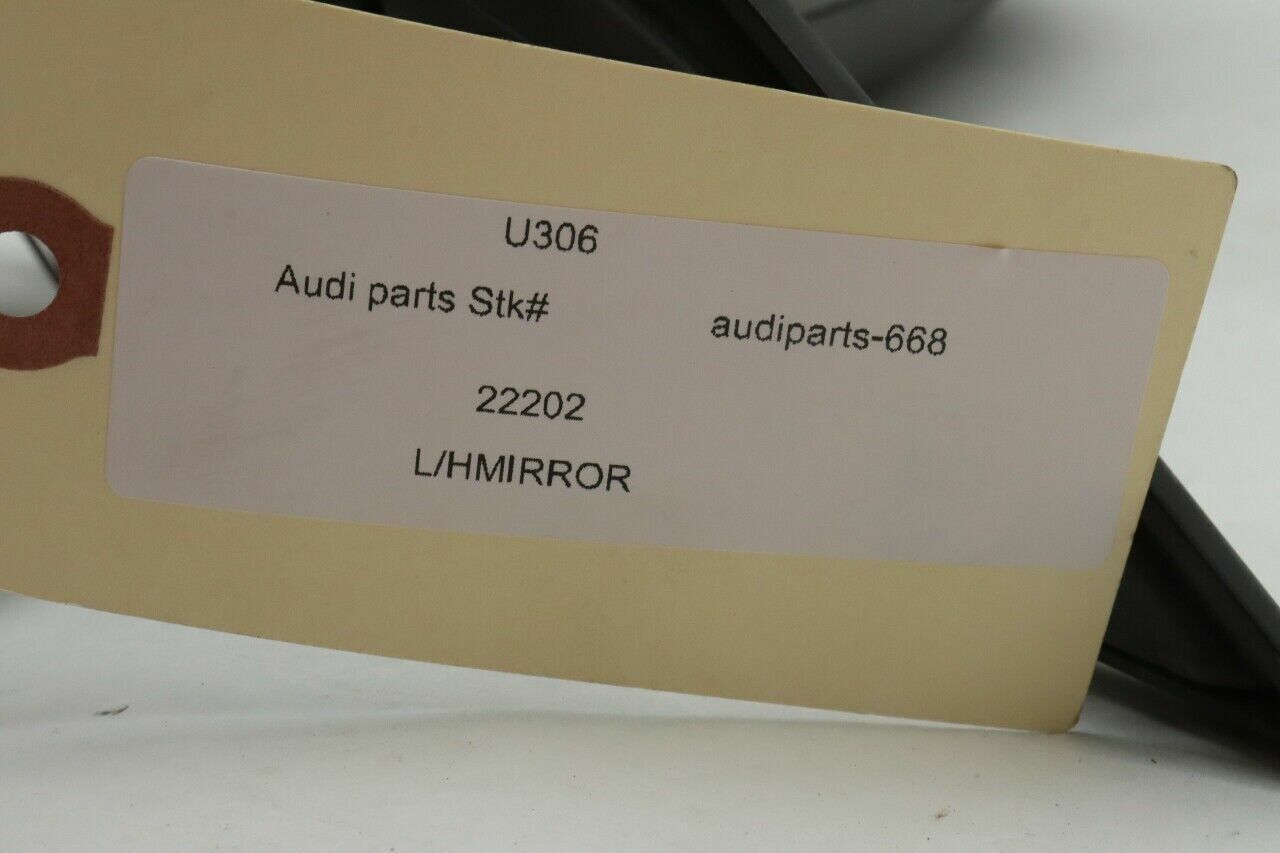 U306
Audi parts Stk# audiparts-668
22202
L/HMIRROR